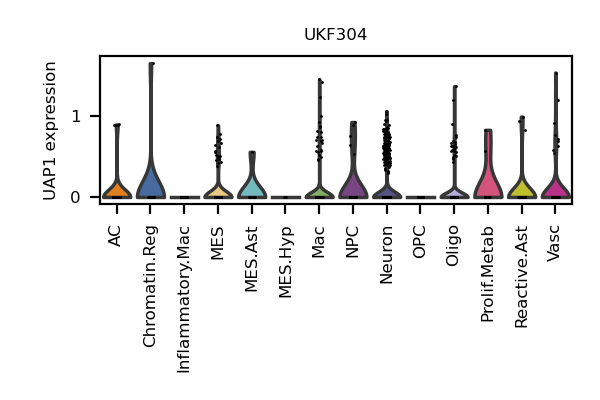 UKF304
UAP1 expression
1
0
AC
Chromatin.Reg
Inflammatory.Mac
MES
MES.Ast
MES.Hyp
Mac
NPC
Neuron
OPC
Oligo
Prolif.Metab
Reactive.Ast
Vasc